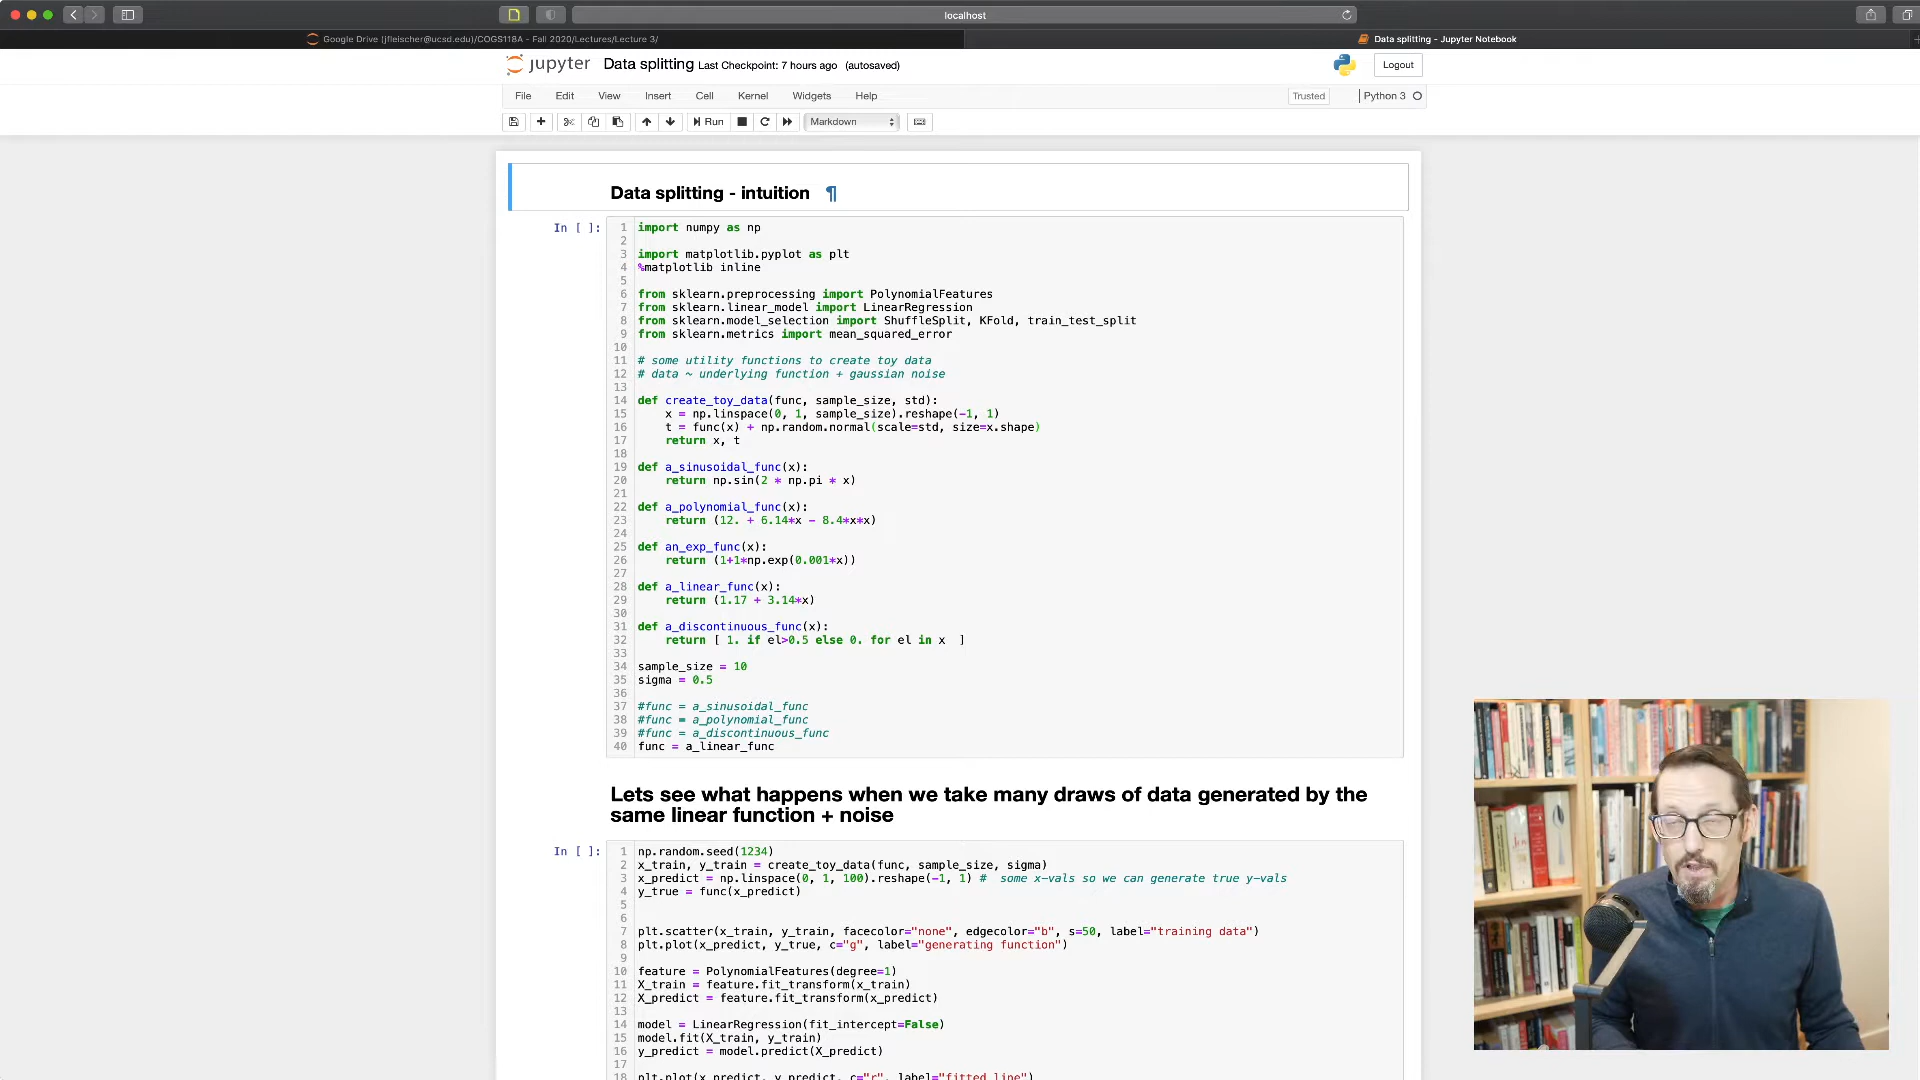 localhost
Google Drive (jfleischer@ucsd.edu)/COGS118A - Fall 2020/Lectures/Lecture 3/
Data splitting - Jupyter Notebook
jupyter Data splitting Last Checkpoint: 7 hours ago (autosaved)
Logout
File Edit View Insert Cell Kernel Widgets Help
Trusted
Python 3
Run
Markdown
Data splitting - intuition ¶
In [ ]:
1 import numpy as np
2
3 import matplotlib.pyplot as plt
4 %matplotlib inline
5
6 from sklearn.preprocessing import PolynomialFeatures
7 from sklearn.linear_model import LinearRegression
8 from sklearn.model_selection import ShuffleSplit, KFold, train_test_split
9 from sklearn.metrics import mean_squared_error
10
11 # some utility functions to create toy data
12 # data ~ underlying function + gaussian noise
13
14 def create_toy_data(func, sample_size, std):
15 x = np.linspace(0, 1, sample_size).reshape(-1, 1)
16 t = func(x) + np.random.normal(scale=std, size=x.shape)
17 return x, t
18
19 def a_sinusoidal_func(x):
20 return np.sin(2 * np.pi * x)
21
22 def a_polynomial_func(x):
23 return (12. + 6.14*x - 8.4*x*x)
24
25 def an_exp_func(x):
26 return (1+1*np.exp(0.001*x))
27
28 def a_linear_func(x):
29 return (1.17 + 3.14*x)
30
31 def a_discontinuous_func(x):
32 return [ 1. if el>0.5 else 0. for el in x ]
33
34 sample_size = 10
35 sigma = 0.5
36
37 #func = a_sinusoidal_func
38 #func = a_polynomial_func
39 #func = a_discontinuous_func
40 func = a_linear_func
Lets see what happens when we take many draws of data generated by the
same linear function + noise
In [ ]:
1 np.random.seed(1234)
2 x_train, y_train = create_toy_data(func, sample_size, sigma)
3 x_predict = np.linspace(0, 1, 100).reshape(-1, 1) # some x-vals so we can generate true y-vals
4 y_true = func(x_predict)
5
6
7 plt.scatter(x_train, y_train, facecolor="none", edgecolor="b", s=50, label="training data")
8 plt.plot(x_predict, y_true, c="g", label="generating function")
9
10 feature = PolynomialFeatures(degree=1)
11 X_train = feature.fit_transform(x_train)
12 X_predict = feature.fit_transform(x_predict)
13
14 model = LinearRegression(fit_intercept=False)
15 model.fit(X_train, y_train)
16 y_predict = model.predict(X_predict)
17
18 plt.plot(x_predict, y_predict, c="r", label="fitted line")